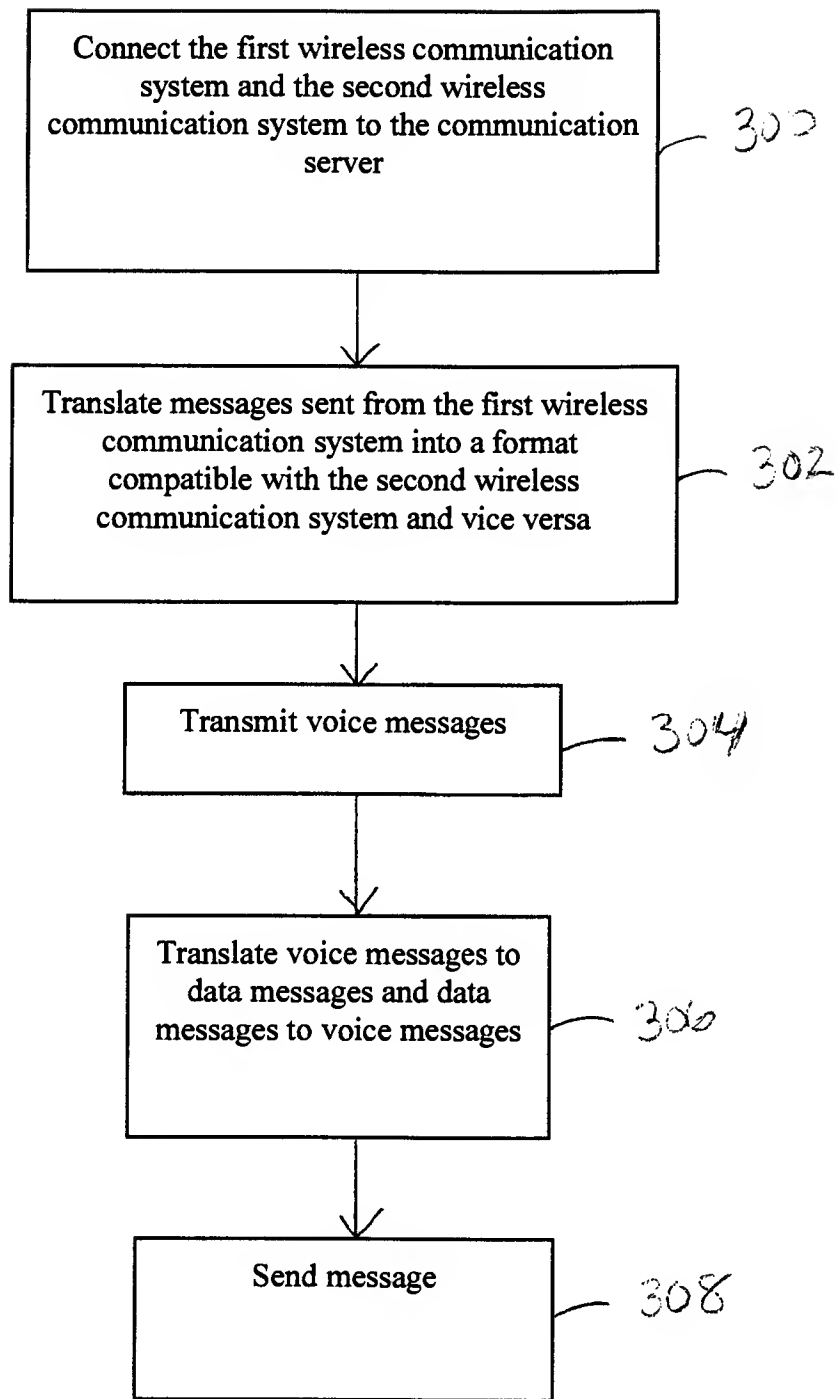 Connect the first wireless communication
system and the second wireless
communication system to the communication
server
300
Translate messages sent from the first wireless
communication system into a format
compatible with the second wireless
communication system and vice versa
302
Transmit voice messages
304
Translate voice messages to
data messages and data
messages to voice messages
306
Send message
308